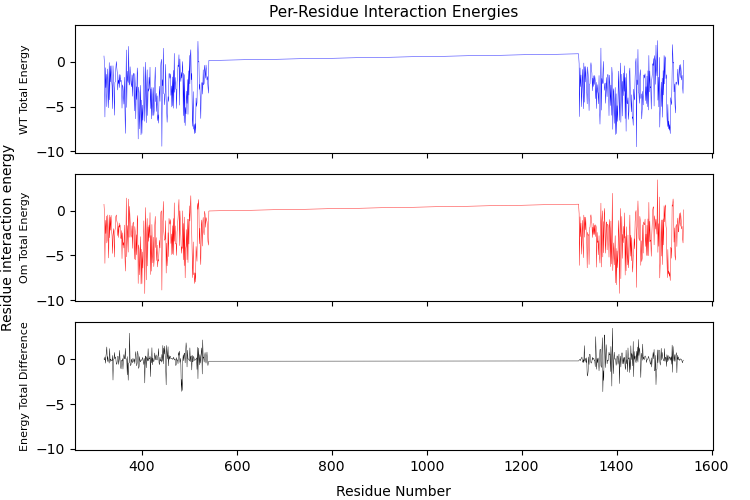 Per-Residue Interaction Energies
Residue interaction energy
WT Total Energy
0
−5
−10
Om Total Energy
0
−5
−10
Energy Total Difference
0
−5
−10
400 600 800 1000 1200 1400 1600
Residue Number